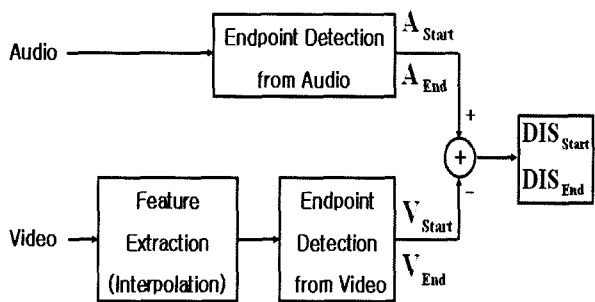 Audio
Endpoint Detection
from Audio
A Start
A End
+
+
−
DIS Start
DIS End
Video
Feature
Extraction
(Interpolation)
Endpoint
Detection
from Video
V Start
V End